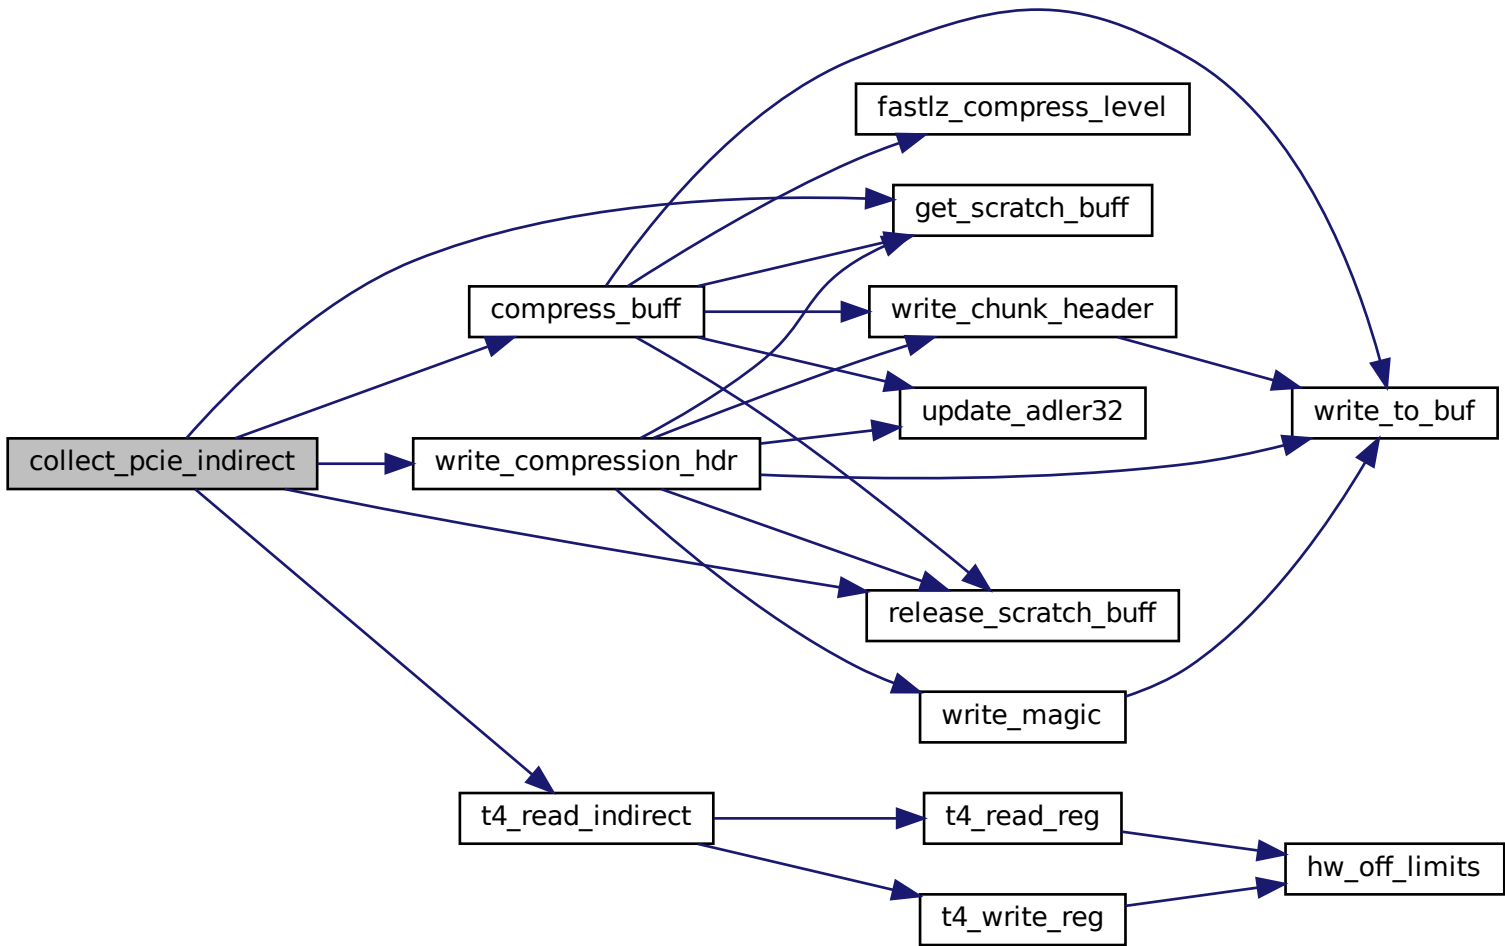 fastlz_compress_level
get_scratch_buff
compress_buff
write_chunk_header
update_adler32
write_to_buf
collect_pcie_indirect
write_compression_hdr
release_scratch_buff
write_magic
t4_read_indirect
t4_read_reg
hw_off_limits
t4_write_reg